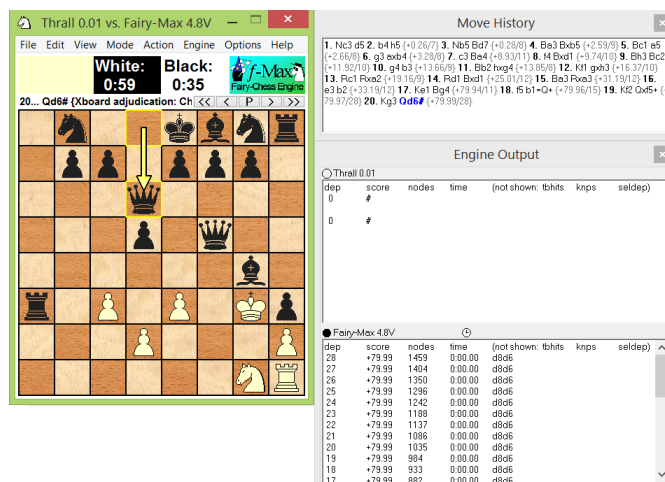 Thrall 0.01 vs. Fairy-Max 4.8V
File Edit View Mode Action Engine Options Help
White:
0:59
Black:
0:35
f-Max
Fairy-Chess Engine
20... Qd6# {Xboard adjudication: Ch << < P > >>
Move History
1. Nc3 d5 2. b4 h5 {+0.26/7} 3. Nb5 Bd7 {+0.28/8} 4. Ba3 Bxb5 {+2.59/9} 5. Bc1 a5
{+2.66/8} 6. g3 axb4 {+3.28/8} 7. c3 Ba4 {+8.93/11} 8. f4 Bxd1 {+9.74/10} 9. Bh3 Bc2
{+11.92/10} 10. g4 b3 {+13.66/9} 11. Bb2 hxg4 {+13.85/8} 12. Kf1 gxh3 {+16.37/10}
13. Rc1 Rxa2 {+19.16/9} 14. Rd1 Bxd1 {+25.01/12} 15. Ba3 Rxa3 {+31.19/12} 16.
e3 b2 {+33.19/12} 17. Ke1 Bg4 {+79.94/11} 18. f5 b1=Q+ {+79.96/15} 19. Kf2 Qxf5+ {+
79.97/28} 20. Kg3 Qd6# {+79.99/28}
Engine Output
Thrall 0.01
dep score nodes time (not shown: tbhits knps seldep)
0 #
0 #
Fairy-Max 4.8V
dep score nodes time (not shown: tbhits knps seldep)
28 +79.99 1459 0:00.00 d8d6
27 +79.99 1404 0:00.00 d8d6
26 +79.99 1350 0:00.00 d8d6
25 +79.99 1296 0:00.00 d8d6
24 +79.99 1242 0:00.00 d8d6
23 +79.99 1188 0:00.00 d8d6
22 +79.99 1137 0:00.00 d8d6
21 +79.99 1086 0:00.00 d8d6
20 +79.99 1035 0:00.00 d8d6
19 +79.99 984 0:00.00 d8d6
18 +79.99 933 0:00.00 d8d6
17 +79.99 882 0:00.00 d8d6